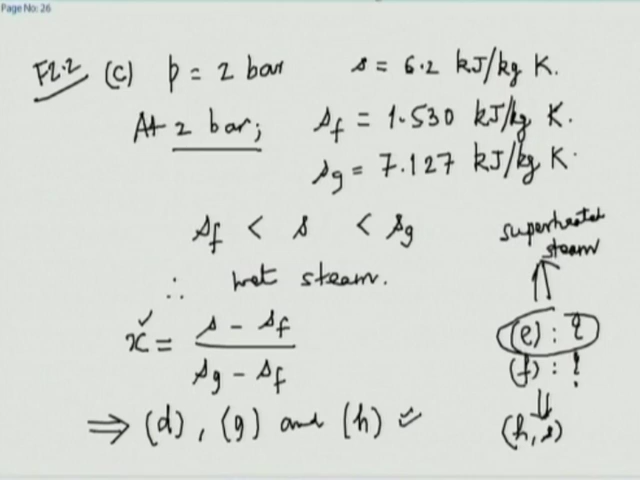 Page No: 26
F2.2 (c) p = 2 bar s = 6.2 kJ/kg K.
At 2 bar; sf = 1.530 kJ/kg K.
sg = 7.127 kJ/kg K.
sf < s < sg
∴ wet steam.
x = (s - sf) / (sg - sf)
⇒ (d), (g) and (h) ✓
superheated
steam
⇑
(e) : ?
(f) : !
⇓
(h, s)